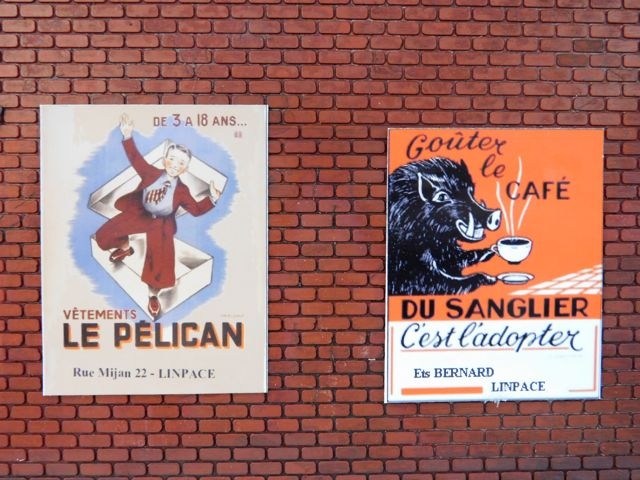 DE 3 A 18 ANS...
VÊTEMENTS
LE PÉLICAN
Rue Mijan 22 - LINPACE
Goûter
le
CAFÉ
DU SANGLIER
C'est l'adopter
Ets BERNARD
LINPACE